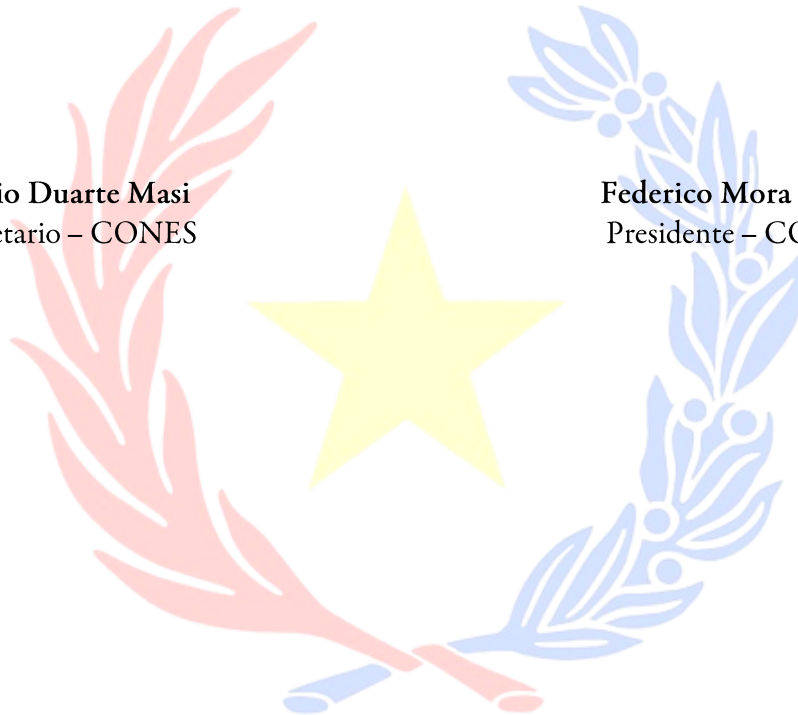 io Duarte Masi
etario – CONES
Federico Mora
Presidente – CO